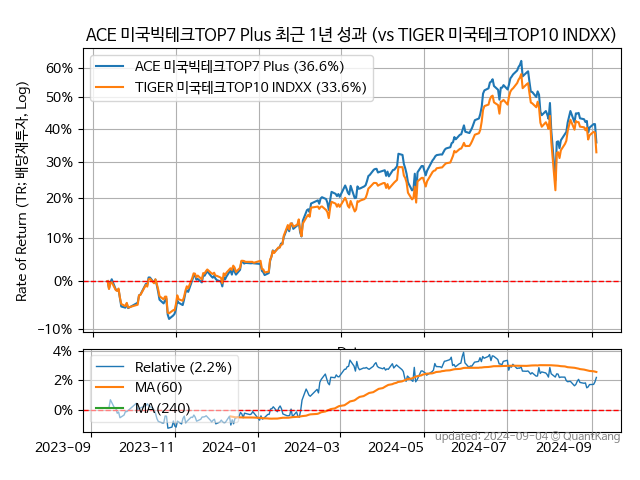 ACE 미국빅테크TOP7 Plus 최근 1년 성과 (vs TIGER 미국테크TOP10 INDXX)
Rate of Return (TR: 배당재투자, Log)
60%
50%
40%
30%
20%
10%
0%
−10%
ACE 미국빅테크TOP7 Plus (36.6%)
TIGER 미국테크TOP10 INDXX (33.6%)
4%
2%
0%
Relative (2.2%)
MA(60)
MA(240)
2023-09
2023-11
2024-01
2024-03
2024-05
2024-07
2024-09
updated: 2024-09-04 © QuantKang